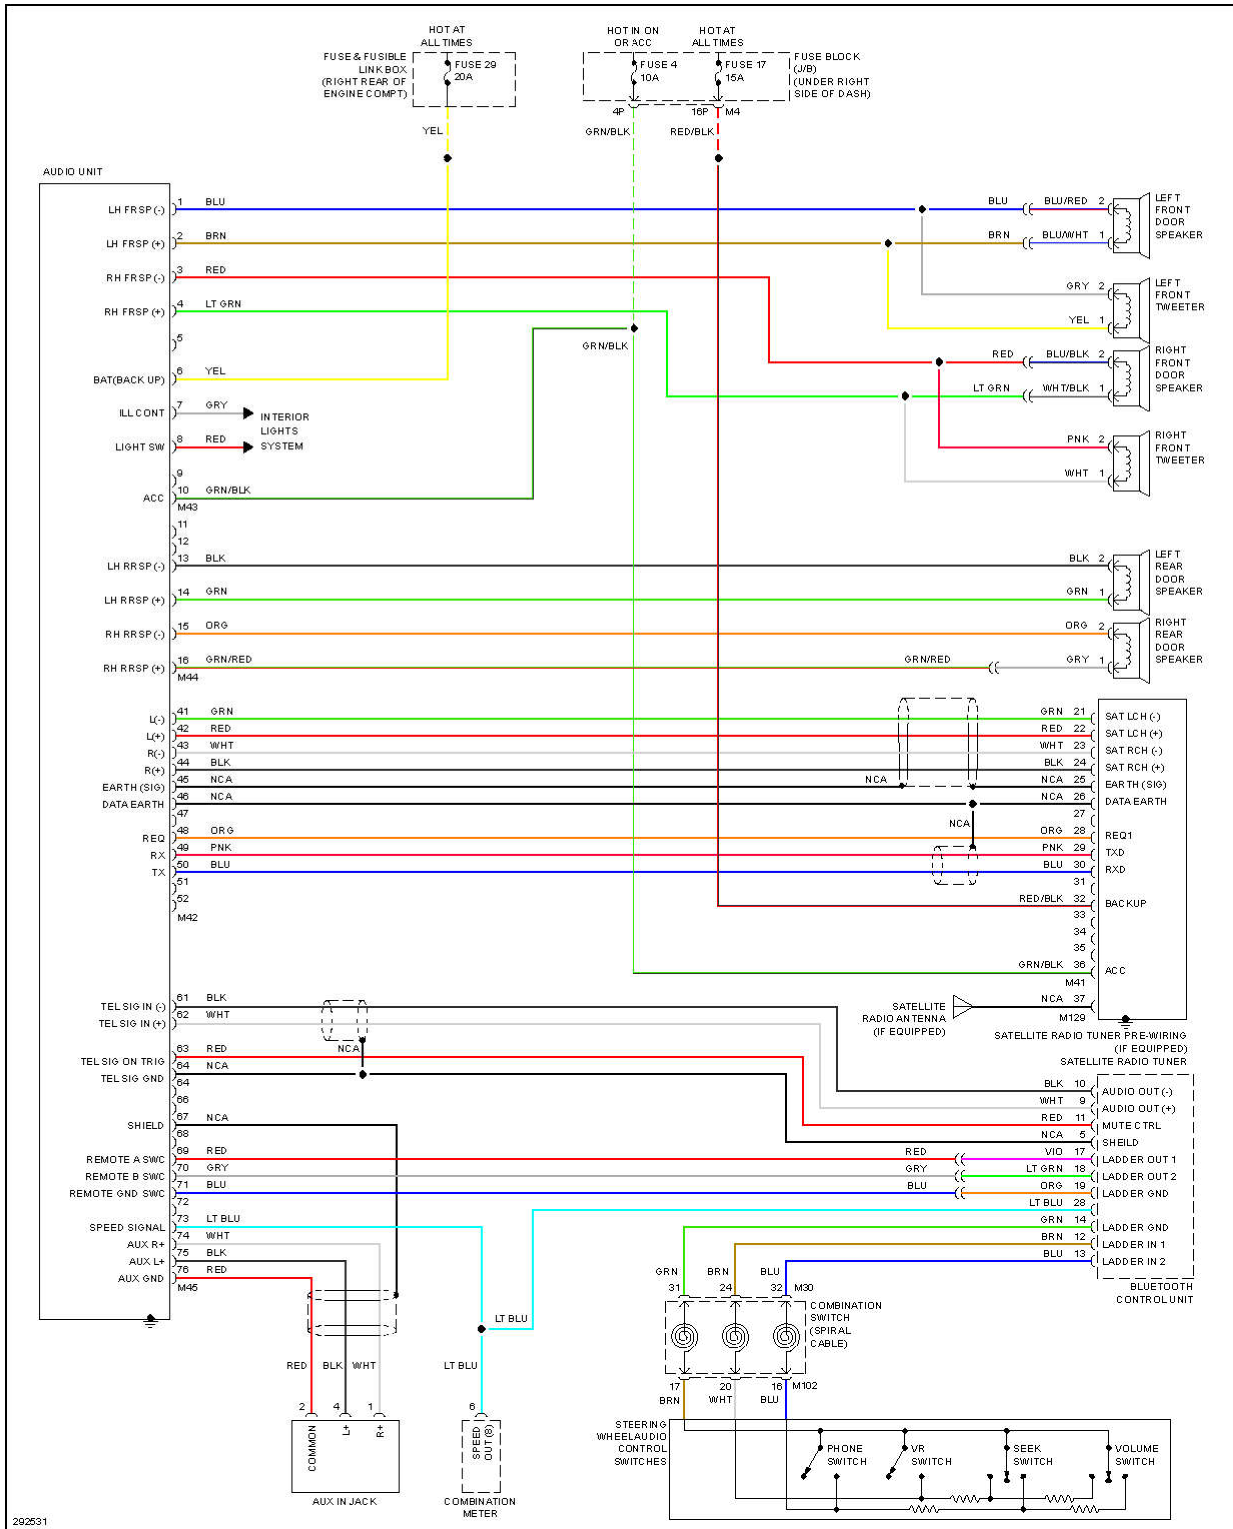 HOT AT
ALL TIMES
HOT IN ON
OR ACC
HOT AT
ALL TIMES
FUSE & FUSIBLE
LINK BOX
(RIGHT REAR OF
ENGINE COMPT)
FUSE 29
20A
FUSE 4
10A
FUSE 17
15A
FUSE BLOCK
(J/B)
(UNDER RIGHT
SIDE OF DASH)
4P
16P
M4
YEL
GRN/BLK
RED/BLK
AUDIO UNIT
LH FRSP (-) 1 BLU BLU BLU/RED 2
LEFT
FRONT
DOOR
SPEAKER
LH FRSP (+) 2 BRN BRN BLU/WHT 1
RH FRSP (-) 3 RED
GRY 2
LEFT
FRONT
TWEETER
RH FRSP (+) 4 LT GRN
YEL 1
5
GRN/BLK
RED BLU/BLK 2
RIGHT
FRONT
DOOR
SPEAKER
BAT(BACK UP) 6 YEL
LT GRN WHT/BLK 1
ILL CONT 7 GRY
LIGHT SW 8 RED
INTERIOR
LIGHTS
SYSTEM
PNK 2
RIGHT
FRONT
TWEETER
WHT 1
9
ACC 10 GRN/BLK
M43
11
12
LH RRSP (-) 13 BLK BLK 2
LEFT
REAR
DOOR
SPEAKER
LH RRSP (+) 14 GRN GRN 1
RH RRSP (-) 15 ORG ORG 2
RIGHT
REAR
DOOR
SPEAKER
RH RRSP (+) 16 GRN/RED GRN/RED GRY 1
M44
L(-) 41 GRN GRN 21 SAT LCH (-)
L(+) 42 RED RED 22 SAT LCH (+)
R(-) 43 WHT WHT 23 SAT RCH (-)
R(+) 44 BLK BLK 24 SAT RCH (+)
EARTH (SIG) 45 NCA NCA NCA 25 EARTH (SIG)
DATA EARTH 46 NCA NCA 26 DATA EARTH
47 27
NCA
REQ 48 ORG ORG 28 REQ1
RX 49 PNK PNK 29 TXD
TX 50 BLU BLU 30 RXD
51 31
52 RED/BLK 32 BACKUP
M42
33
34
35
GRN/BLK 36 ACC
M41
NCA 37
M129
SATELLITE
RADIO ANTENNA
(IF EQUIPPED)
SATELLITE RADIO TUNER PRE-WIRING
(IF EQUIPPED)
SATELLITE RADIO TUNER
TEL SIG IN (-) 61 BLK
TEL SIG IN (+) 62 WHT
NCA
TEL SIG ON TRIG 63 RED
TEL SIG GND 64 NCA
64
66
SHIELD 67 NCA
68
BLK 10 AUDIO OUT (-)
WHT 9 AUDIO OUT (+)
RED 11 MUTE CTRL
NCA 5 SHEILD
REMOTE A SWC 69 RED RED VIO 17 LADDER OUT 1
REMOTE B SWC 70 GRY GRY LT GRN 18 LADDER OUT 2
REMOTE GND SWC 71 BLU BLU ORG 19 LADDER GND
72 LT BLU 28
SPEED SIGNAL 73 LT BLU GRN 14 LADDER GND
AUX R+ 74 WHT BRN 12 LADDER IN 1
AUX L+ 75 BLK BLU 13 LADDER IN 2
AUX GND 76 RED
M45
BLUETOOTH
CONTROL UNIT
GRN BRN BLU
31 24 32 M30
COMBINATION
SWITCH
(SPIRAL
CABLE)
LT BLU
RED BLK WHT
LT BLU
17 20 16 M102
BRN WHT BLU
2 4 1
6
COMMON
L+
R+
SPEED
OUT (8)
AUX IN JACK
COMBINATION
METER
STEERING
WHEELAUDIO
CONTROL
SWITCHES
PHONE
SWITCH
VR
SWITCH
SEEK
SWITCH
VOLUME
SWITCH
292531